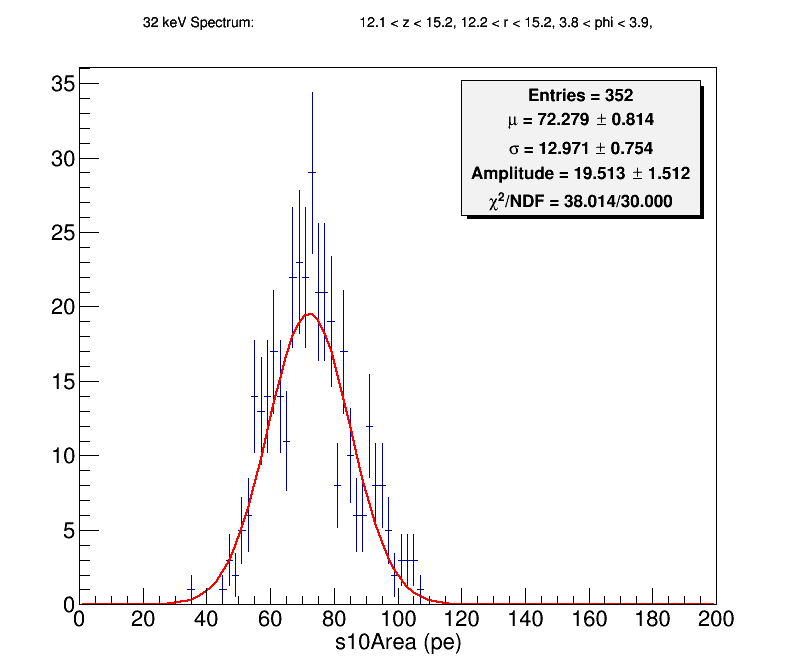 32 keV Spectrum: 12.1 < z < 15.2, 12.2 < r < 15.2, 3.8 < phi < 3.9,
Entries = 352
μ = 72.279 ± 0.814
σ = 12.971 ± 0.754
Amplitude = 19.513 ± 1.512
χ²/NDF = 38.014/30.000
35
30
25
20
15
10
5
0
0 20 40 60 80 100 120 140 160 180 200
s10Area (pe)